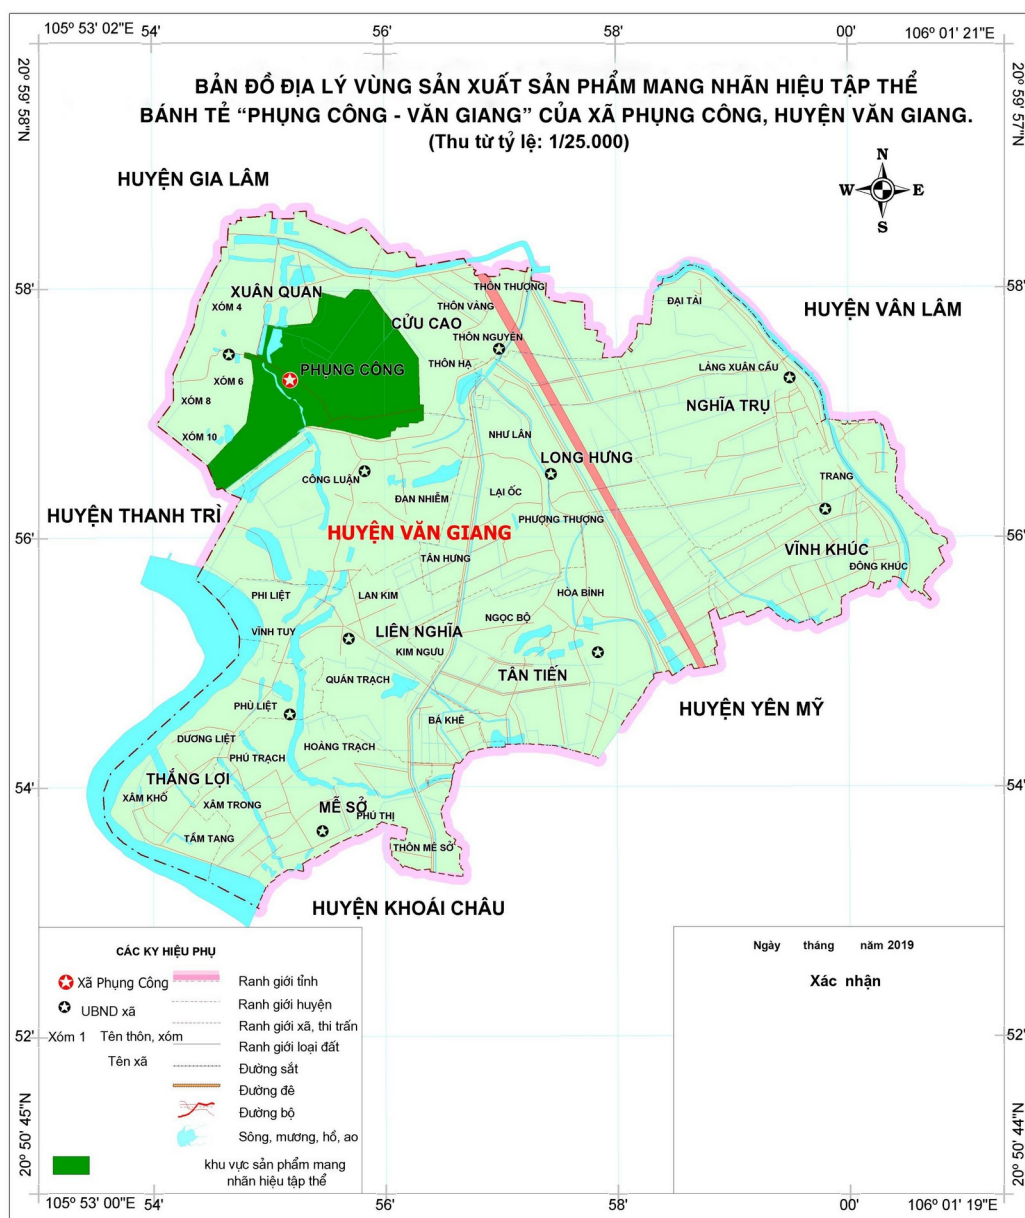 105º 53' 02"E
54'
56'
58'
00'
106º 01' 21"E
20º 59' 58"N
20º 59' 57"N
BẢN ĐỒ ĐỊA LÝ VÙNG SẢN XUẤT SẢN PHẨM MANG NHÃN HIỆU TẬP THỂ
BÁNH TẺ “PHỤNG CÔNG - VĂN GIANG” CỦA XÃ PHỤNG CÔNG, HUYỆN VĂN GIANG.
(Thu từ tỷ lệ: 1/25.000)
N
W
E
S
HUYỆN GIA LÂM
58'
58'
XUÂN QUAN
XÓM 4
THÔN THƯỢNG
THÔN VÀNG
ĐẠI TÀI
HUYỆN VĂN LÂM
CỬU CAO
THÔN NGUYÊN
THÔN HẠ
PHỤNG CÔNG
LÀNG XUÂN CẦU
XÓM 6
XÓM 8
NGHĨA TRỤ
XÓM 10
NHƯ LÂN
LONG HƯNG
CÔNG LUẬN
ĐAN NHIỄM
LẠI ỐC
TRANG
HUYỆN THANH TRÌ
HUYỆN VĂN GIANG
PHƯỢNG THƯỢNG
56'
56'
VĨNH KHÚC
TÂN HƯNG
ĐÔNG KHÚC
PHI LIỆT
LAN KIM
HÒA BÌNH
NGỌC BỘ
VĨNH TUY
LIÊN NGHĨA
KIM NGƯU
QUÁN TRẠCH
TÂN TIẾN
PHÙ LIỆT
BÁ KHÊ
HUYỆN YÊN MỸ
DƯƠNG LIỆT
HOÀNG TRẠCH
PHÚ TRẠCH
THẮNG LỢI
54'
54'
XÂM KHỐ
XÂM TRONG
MỄ SỞ
PHÚ THỊ
TẦM TANG
THÔN MỄ SỞ
HUYỆN KHOÁI CHÂU
CÁC KY HIỆU PHỤ
Xã Phụng Công
UBND xã
Xóm 1
Tên thôn, xóm
Tên xã
Ranh giới tỉnh
Ranh giới huyện
Ranh giới xã, thi trấn
Ranh giới loại đất
Đường sắt
Đường đê
Đường bộ
Sông, mương, hồ, ao
khu vực sản phẩm mang
nhãn hiệu tập thể
Ngày tháng năm 2019
Xác nhận
52'
52'
20º 50' 45"N
20º 50' 44"N
105º 53' 00"E
54'
56'
58'
00'
106º 01' 19"E